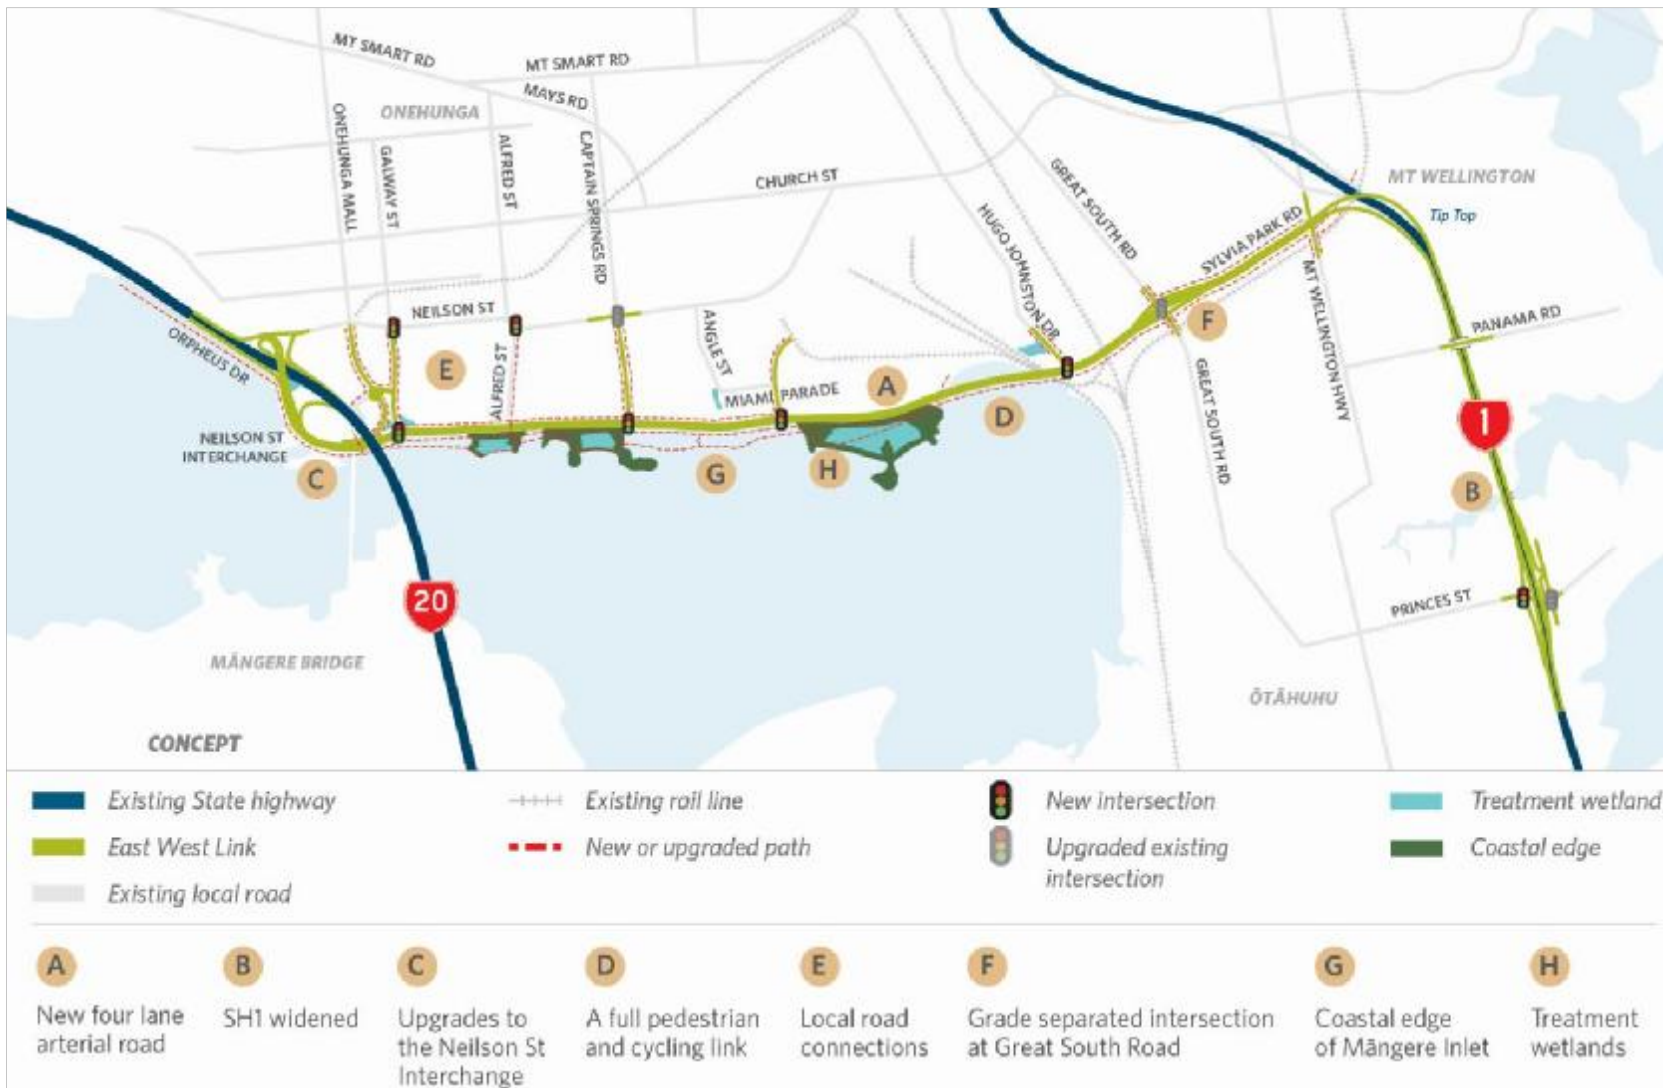 MT SMART RD
MT SMART RD
MAYS RD
ONEHUNGA
ONEHUNGA MALL
GALWAY ST
ALFRED ST
CAPTAIN SPRINGS RD
CHURCH ST
GREAT SOUTH RD
HUGO JOHNSTON DR
SYLVIA PARK RD
MT WELLINGTON
Tip Top
MT WELLINGTON HWY
PANAMA RD
NEILSON ST
ORPHEUS DR
ANGLE ST
ALFRED ST
MIAMI PARADE
GREAT SOUTH RD
E
F
A
D
1
NEILSON ST
INTERCHANGE
C
G
H
B
20
PRINCES ST
MĀNGERE BRIDGE
ŌTĀHUHU
CONCEPT
Existing State highway
East West Link
Existing local road
Existing rail line
New or upgraded path
New intersection
Upgraded existing
intersection
Treatment wetland
Coastal edge
A
New four lane
arterial road
B
SH1 widened
C
Upgrades to
the Neilson St
Interchange
D
A full pedestrian
and cycling link
E
Local road
connections
F
Grade separated intersection
at Great South Road
G
Coastal edge
of Māngere Inlet
H
Treatment
wetlands